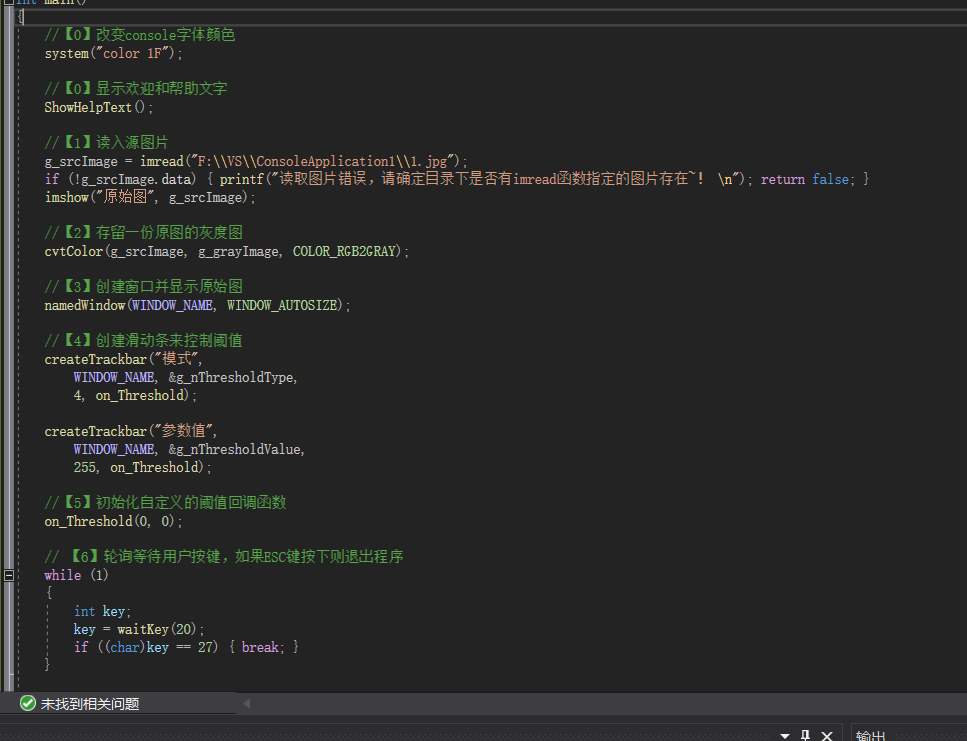 int main()
{
//【0】改变console字体颜色
system("color 1F");
//【0】显示欢迎和帮助文字
ShowHelpText();
//【1】读入源图片
g_srcImage = imread("F:\\VS\\ConsoleApplication1\\1.jpg");
if (!g_srcImage.data) { printf("读取图片错误，请确定目录下是否有imread函数指定的图片存在~！ \n"); return false; }
imshow("原始图", g_srcImage);
//【2】存留一份原图的灰度图
cvtColor(g_srcImage, g_grayImage, COLOR_RGB2GRAY);
//【3】创建窗口并显示原始图
namedWindow(WINDOW_NAME, WINDOW_AUTOSIZE);
//【4】创建滑动条来控制阈值
createTrackbar("模式",
WINDOW_NAME, &g_nThresholdType,
4, on_Threshold);
createTrackbar("参数值",
WINDOW_NAME, &g_nThresholdValue,
255, on_Threshold);
//【5】初始化自定义的阈值回调函数
on_Threshold(0, 0);
// 【6】轮询等待用户按键，如果ESC键按下则退出程序
while (1)
{
int key;
key = waitKey(20);
if ((char)key == 27) { break; }
}
未找到相关问题
输出